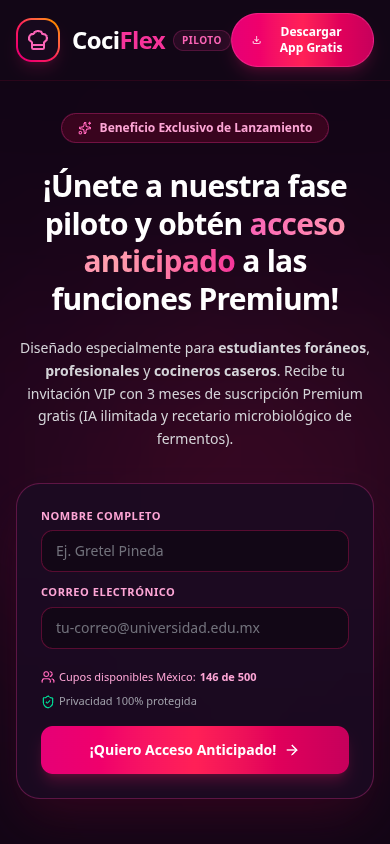 CociFlex PILOTO
Descargar
App Gratis
Beneficio Exclusivo de Lanzamiento
¡Únete a nuestra fase
piloto y obtén acceso
anticipado a las
funciones Premium!
Diseñado especialmente para estudiantes foráneos,
profesionales y cocineros caseros. Recibe tu
invitación VIP con 3 meses de suscripción Premium
gratis (IA ilimitada y recetario microbiológico de
fermentos).
NOMBRE COMPLETO
Ej. Gretel Pineda
CORREO ELECTRÓNICO
tu-correo@universidad.edu.mx
Cupos disponibles México: 146 de 500
Privacidad 100% protegida
¡Quiero Acceso Anticipado! →